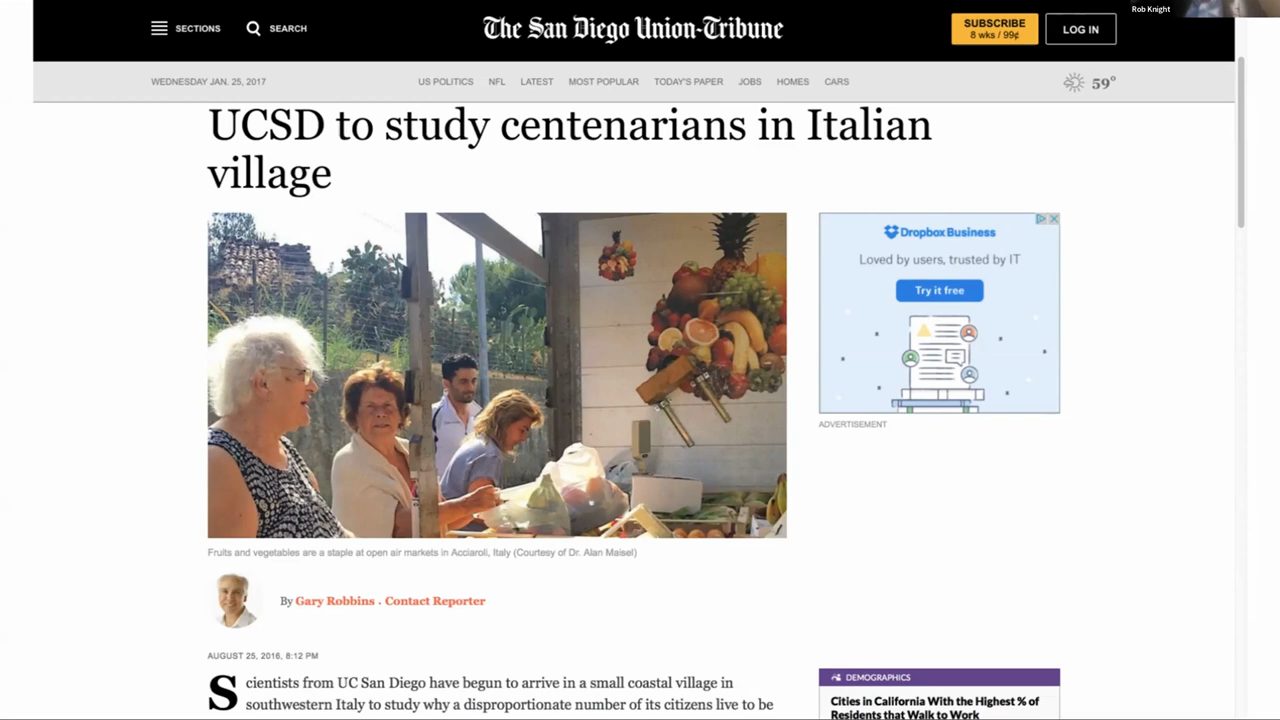 Rob Knight
SECTIONS
SEARCH
The San Diego Union-Tribune
SUBSCRIBE
8 wks / 99¢
LOG IN
WEDNESDAY JAN. 25, 2017
US POLITICS NFL LATEST MOST POPULAR TODAY'S PAPER JOBS HOMES CARS
59°
UCSD to study centenarians in Italian
village
Dropbox Business
Loved by users, trusted by IT
Try it free
ADVERTISEMENT
Fruits and vegetables are a staple at open air markets in Acciaroli, Italy (Courtesy of Dr. Alan Maisel)
By Gary Robbins . Contact Reporter
AUGUST 25, 2016, 8:12 PM
Scientists from UC San Diego have begun to arrive in a small coastal village in
southwestern Italy to study why a disproportionate number of its citizens live to be
DEMOGRAPHICS
Cities in California With the Highest % of
Residents that Walk to Work